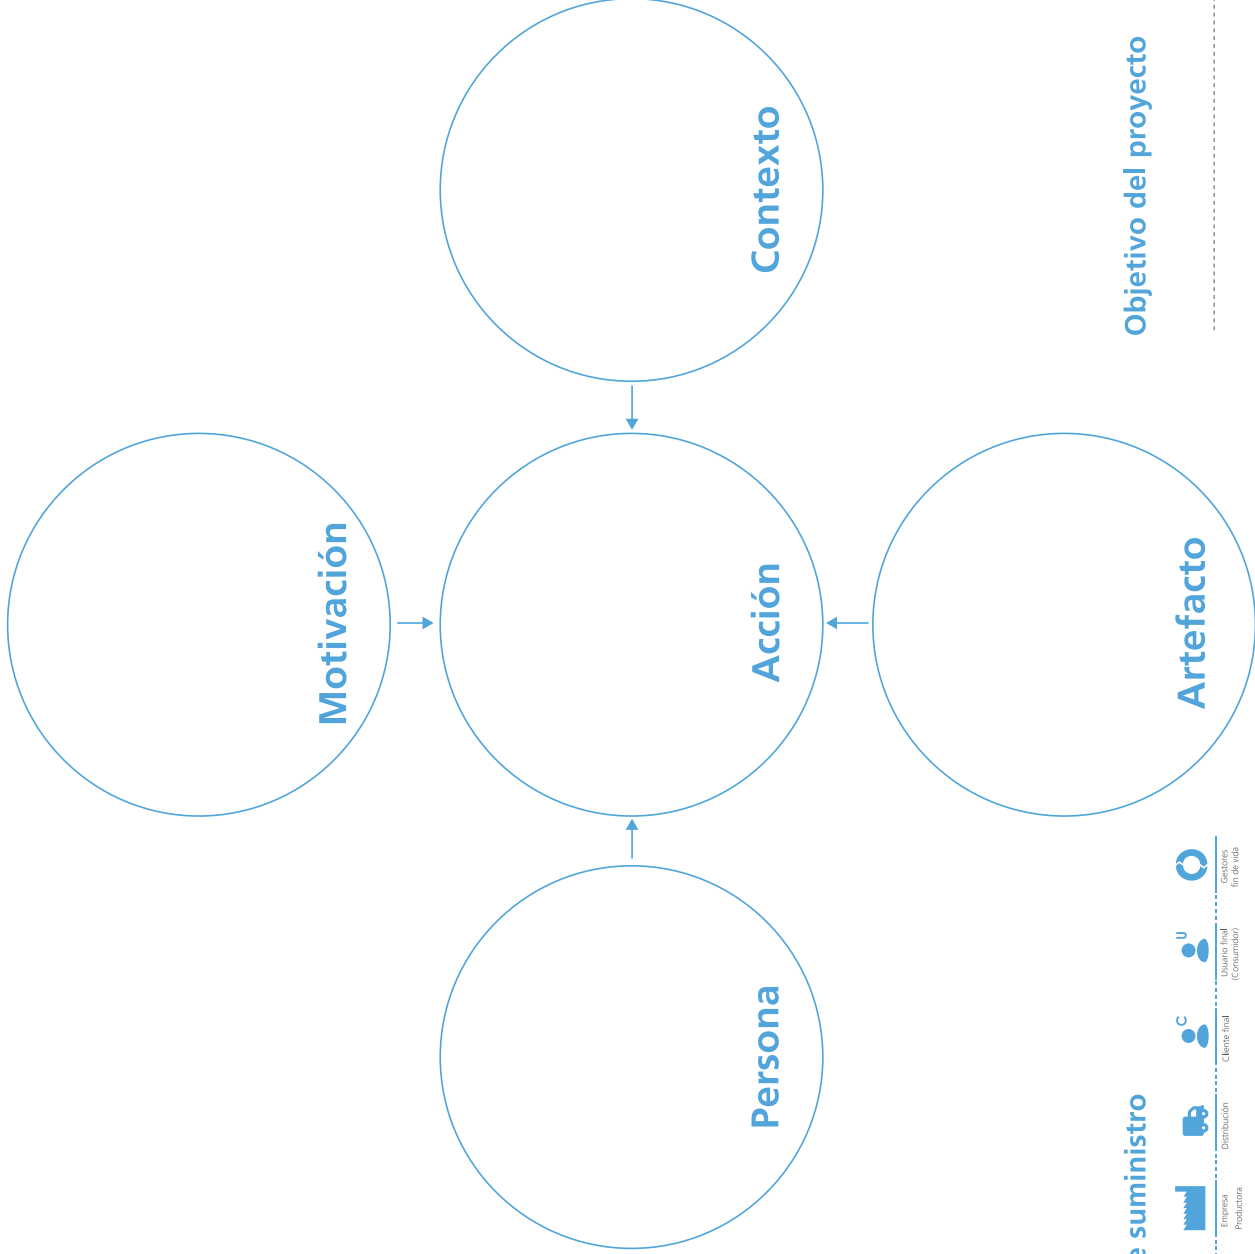 Motivación
Persona
Acción
Contexto
Artefacto
e suministro
Empresa
Productora
Distribución
C
Cliente final
U
Usuario final
(Consumidor)
Gestores
fin de vida
Objetivo del proyecto